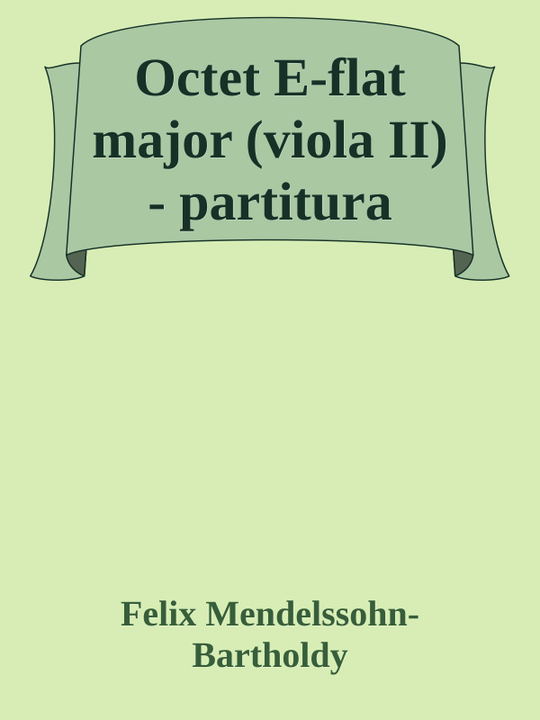 Octet E-flat
major (viola II)
- partitura
Felix Mendelssohn-
Bartholdy